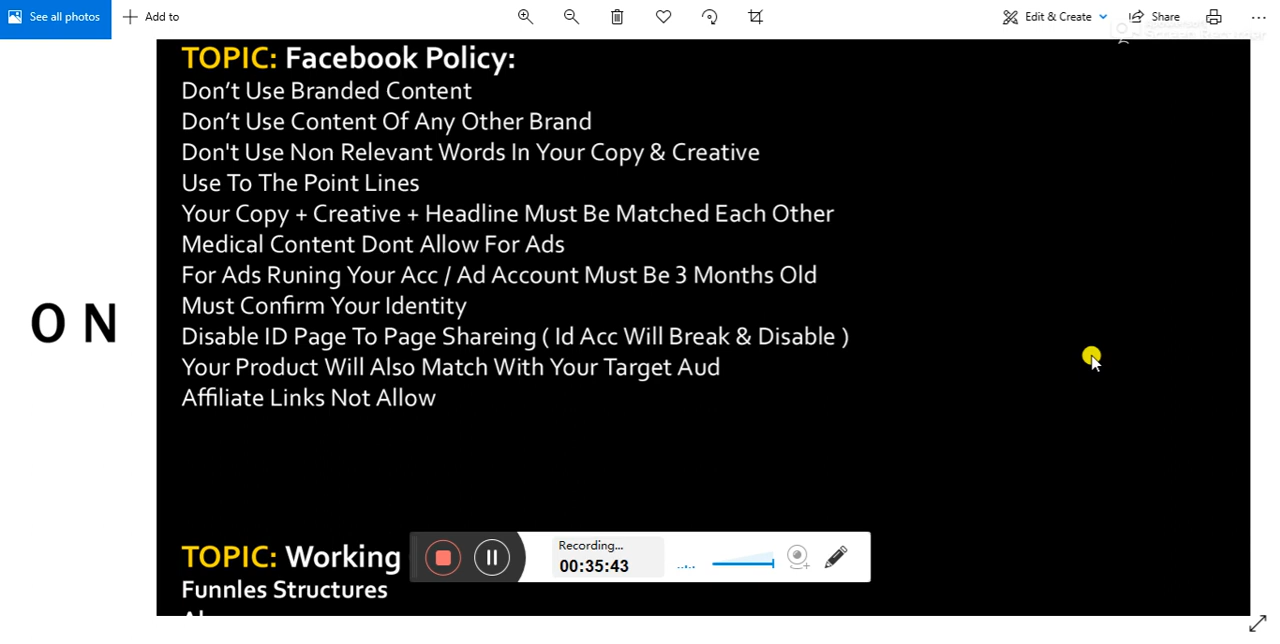 See all photos
Add to
Edit & Create
Share
TOPIC: Facebook Policy:
Don't Use Branded Content
Don't Use Content Of Any Other Brand
Don't Use Non Relevant Words In Your Copy & Creative
Use To The Point Lines
Your Copy + Creative + Headline Must Be Matched Each Other
Medical Content Dont Allow For Ads
For Ads Runing Your Acc / Ad Account Must Be 3 Months Old
O N
Must Confirm Your Identity
Disable ID Page To Page Shareing ( Id Acc Will Break & Disable )
Your Product Will Also Match With Your Target Aud
Affiliate Links Not Allow
TOPIC: Working
Recording...
00:35:43
Funnles Structures